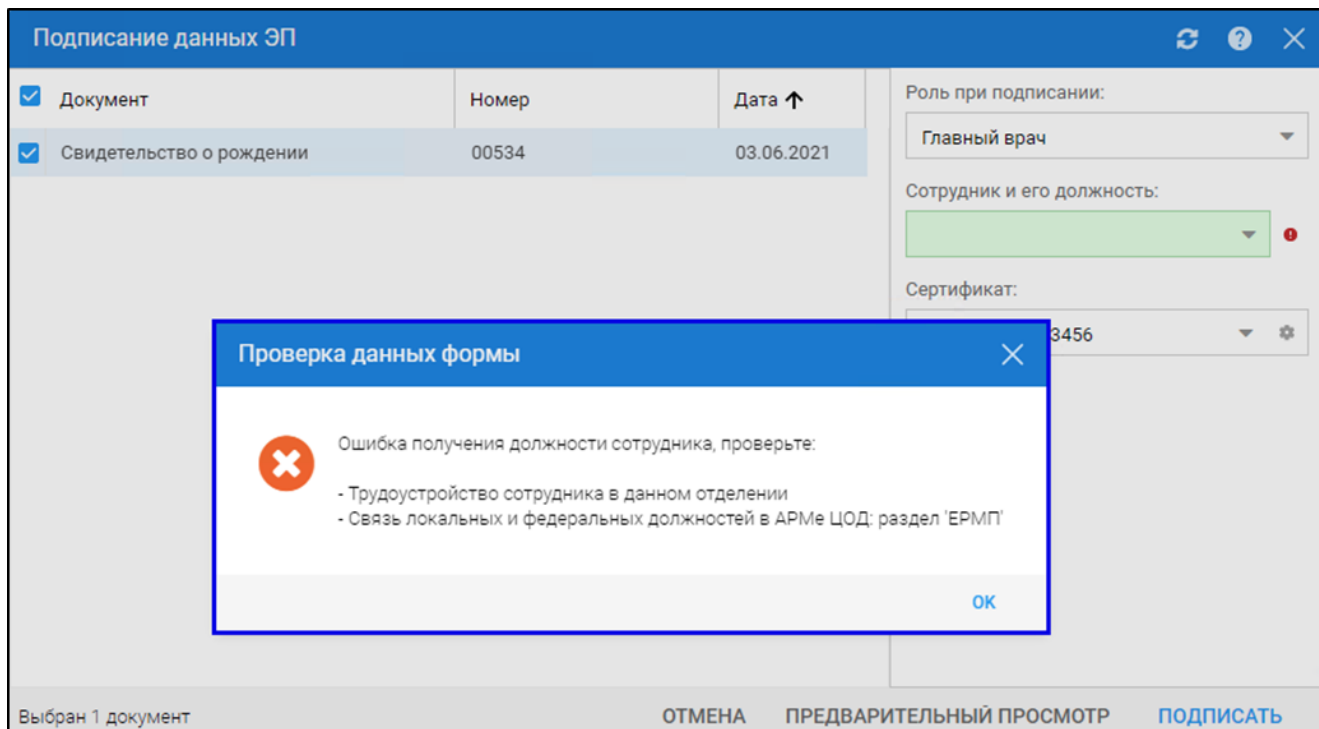 Подписание данных ЭП
Документ Номер Дата
Свидетельство о рождении 00534 03.06.2021
Роль при подписании:
Главный врач
Сотрудник и его должность:
Сертификат:
3456
Проверка данных формы
Ошибка получения должности сотрудника, проверьте:
- Трудоустройство сотрудника в данном отделении
- Связь локальных и федеральных должностей в АРМе ЦОД: раздел 'ЕРМП'
ОК
Выбран 1 документ ОТМЕНА ПРЕДВАРИТЕЛЬНЫЙ ПРОСМОТР ПОДПИСАТЬ